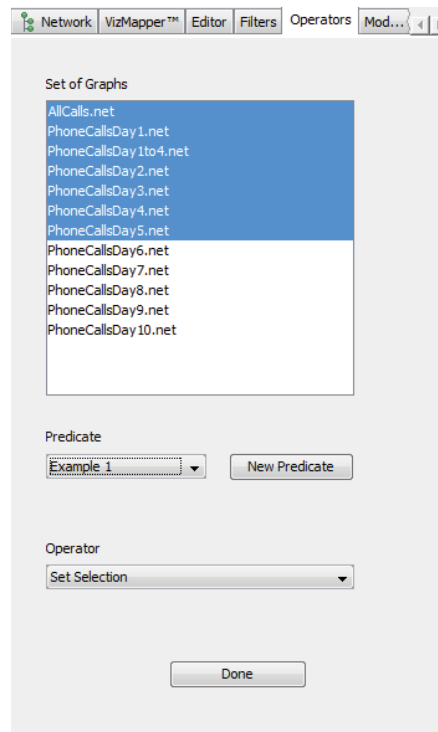 Network VizMapper™ Editor Filters Operators Mod...
Set of Graphs
AllCalls.net
PhoneCallsDay1.net
PhoneCallsDay1to4.net
PhoneCallsDay2.net
PhoneCallsDay3.net
PhoneCallsDay4.net
PhoneCallsDay5.net
PhoneCallsDay6.net
PhoneCallsDay7.net
PhoneCallsDay8.net
PhoneCallsDay9.net
PhoneCallsDay10.net
Predicate
Example 1 New Predicate
Operator
Set Selection
Done